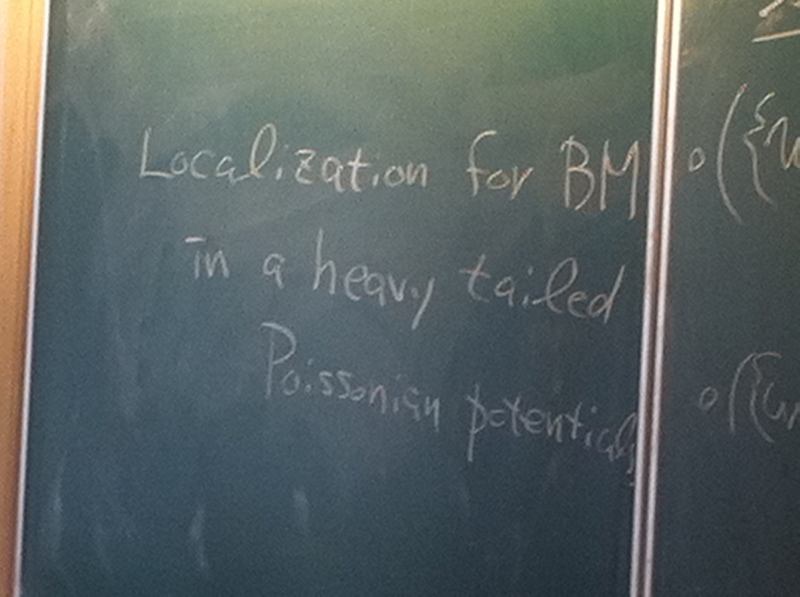 Localization for BM
in a heavy tailed
Poissonian potential